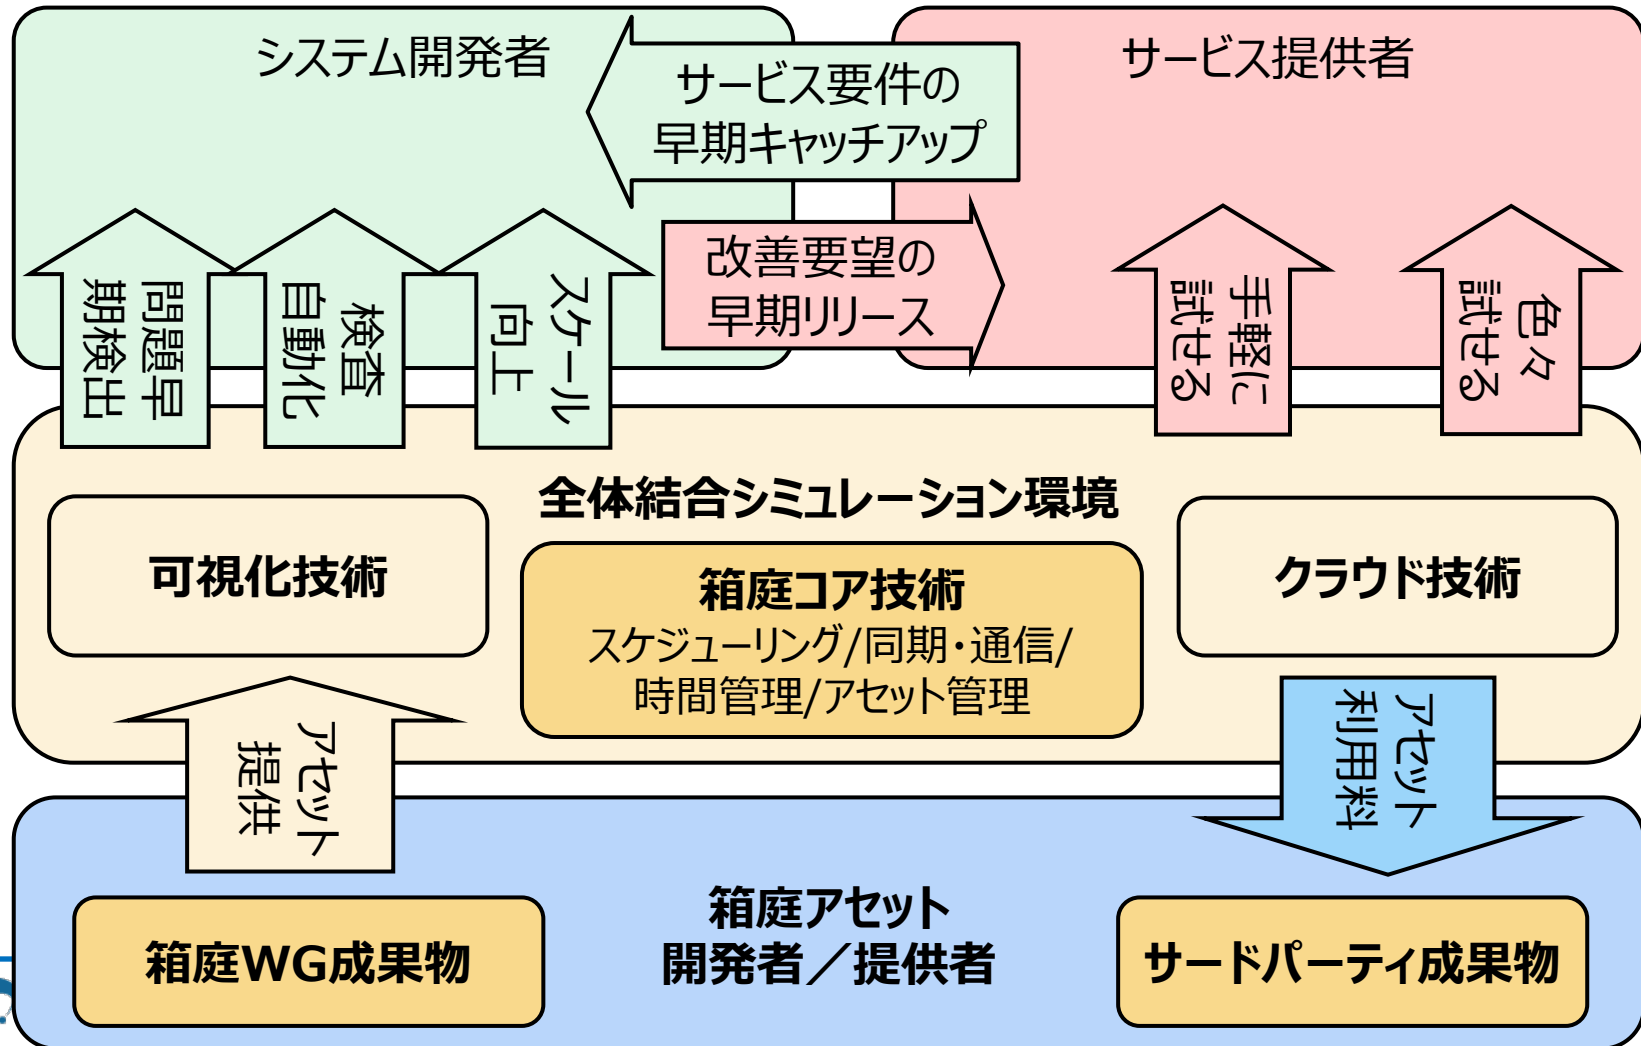 システム開発者
サービス提供者
サービス要件の
早期キャッチアップ
改善要望の
早期リリース
問題早
期検出
検査
自動化
スケール
向上
手軽に
試せる
色々
試せる
全体結合シミュレーション環境
可視化技術
箱庭コア技術
スケジューリング/同期・通信/
時間管理/アセット管理
クラウド技術
アセット
提供
アセット
利用料
箱庭アセット
開発者／提供者
箱庭WG成果物
サードパーティ成果物